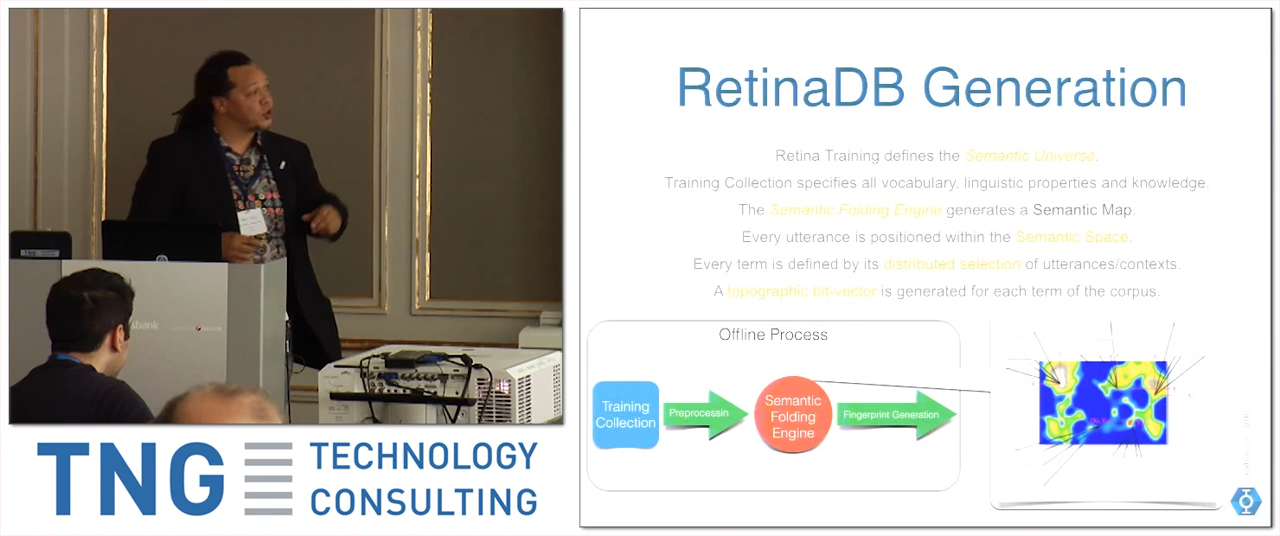 RetinaDB Generation
Retina Training defines the Semantic Universe.
Training Collection specifies all vocabulary, linguistic properties and knowledge.
The Semantic Folding Engine generates a Semantic Map.
Every utterance is positioned within the Semantic Space.
Every term is defined by its distributed selection of utterances/contexts.
A topographic bit-vector is generated for each term of the corpus.
Offline Process
Training
Collection
Preprocessin
Semantic
Folding
Engine
Fingerprint Generation
TNG
TECHNOLOGY
CONSULTING